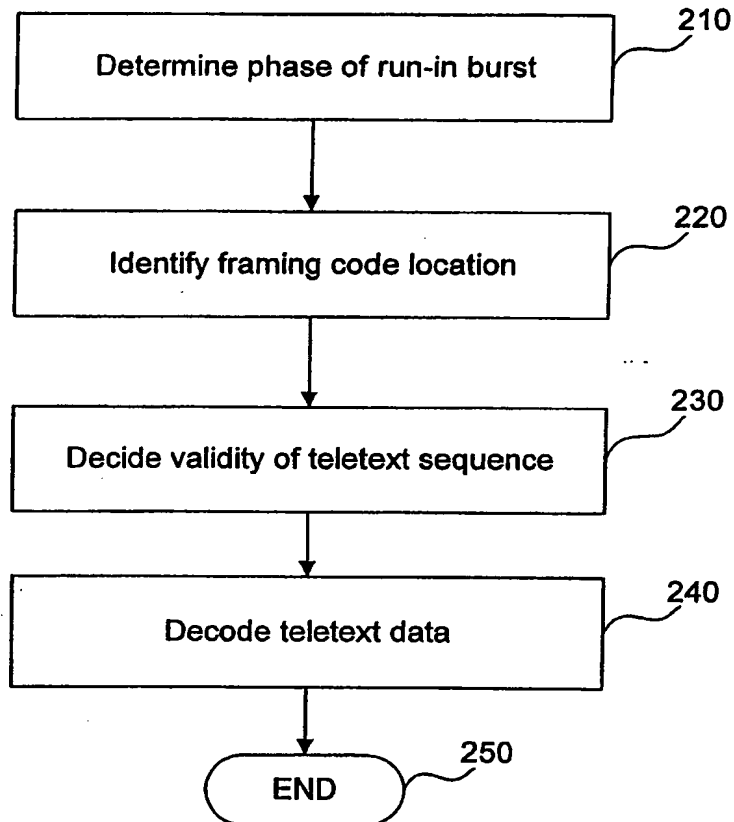 210
Determine phase of run-in burst
220
Identify framing code location
230
Decide validity of teletext sequence
240
Decode teletext data
250
END